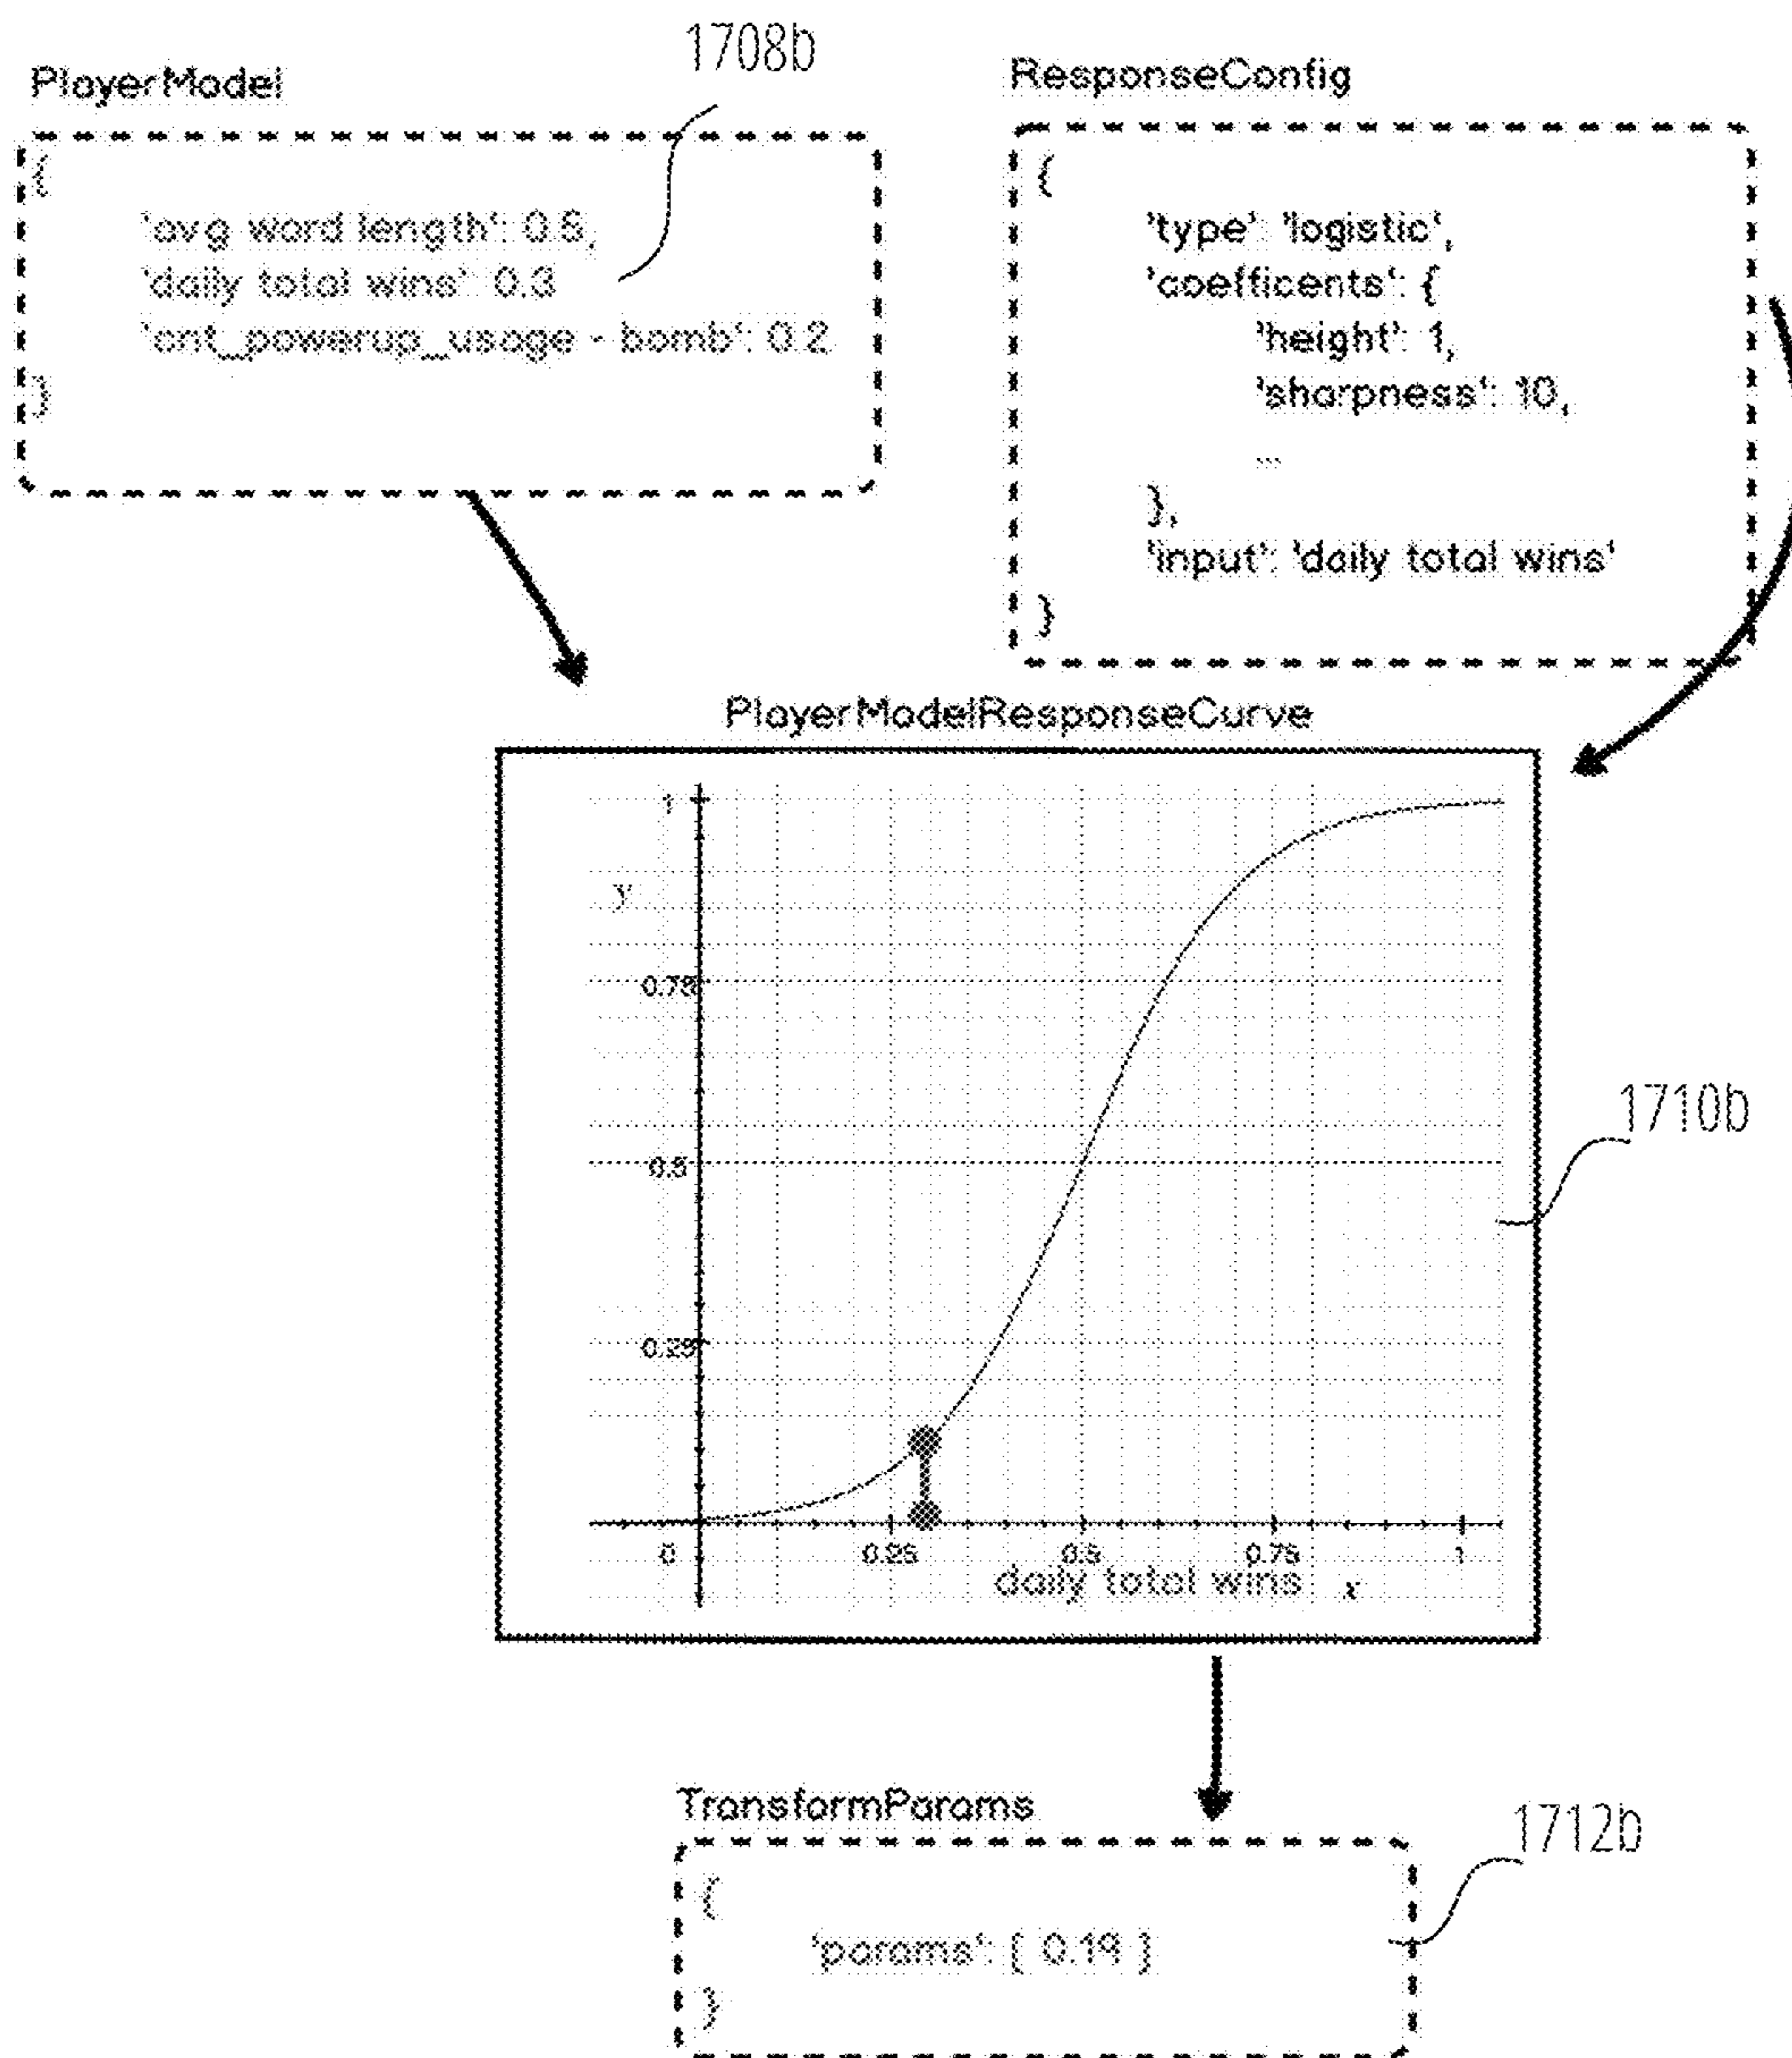 1708b
PlayerModel
{
'avg word length': 0.5,
'daily total wins': 0.3
'cnt_powerup_usage - bomb': 0.2
}
ResponseConfig
{
'type': 'logistic',
'coefficents': {
'height': 1,
'sharpness': 10,
...
},
'input': 'daily total wins'
}
PlayerModelResponseCurve
1
y
0.75
0.5
0.25
0
0.25
0.5
0.75
1
daily total wins x
1710b
TransformParams
{
'params': [ 0.19 ]
}
1712b